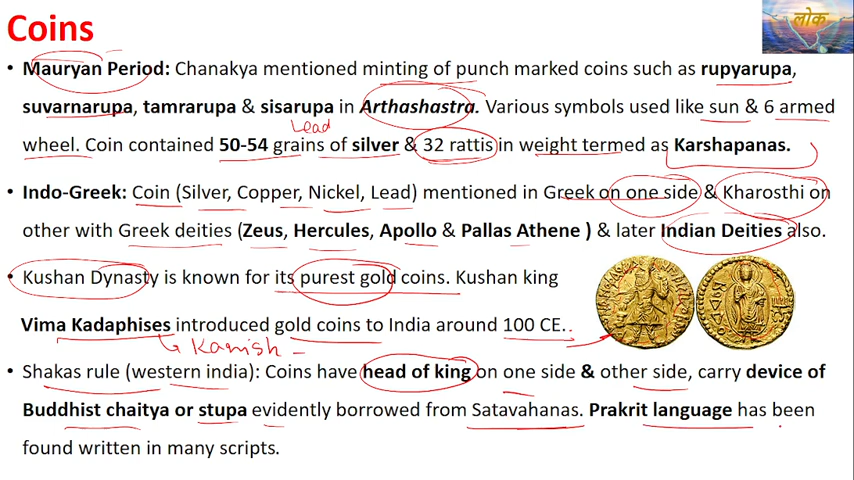 Coins
लोक
• Mauryan Period: Chanakya mentioned minting of punch marked coins such as rupyarupa,
suvarnarupa, tamrarupa & sisarupa in Arthashastra. Various symbols used like sun & 6 armed
Lead
wheel. Coin contained 50-54 grains of silver & 32 rattis in weight termed as Karshapanas.
• Indo-Greek: Coin (Silver, Copper, Nickel, Lead) mentioned in Greek on one side & Kharosthi on
other with Greek deities (Zeus, Hercules, Apollo & Pallas Athene ) & later Indian Deities also.
• Kushan Dynasty is known for its purest gold coins. Kushan king
Vima Kadaphises introduced gold coins to India around 100 CE.
Kanish
• Shakas rule (western india): Coins have head of king on one side & other side, carry device of
Buddhist chaitya or stupa evidently borrowed from Satavahanas. Prakrit language has been
found written in many scripts.